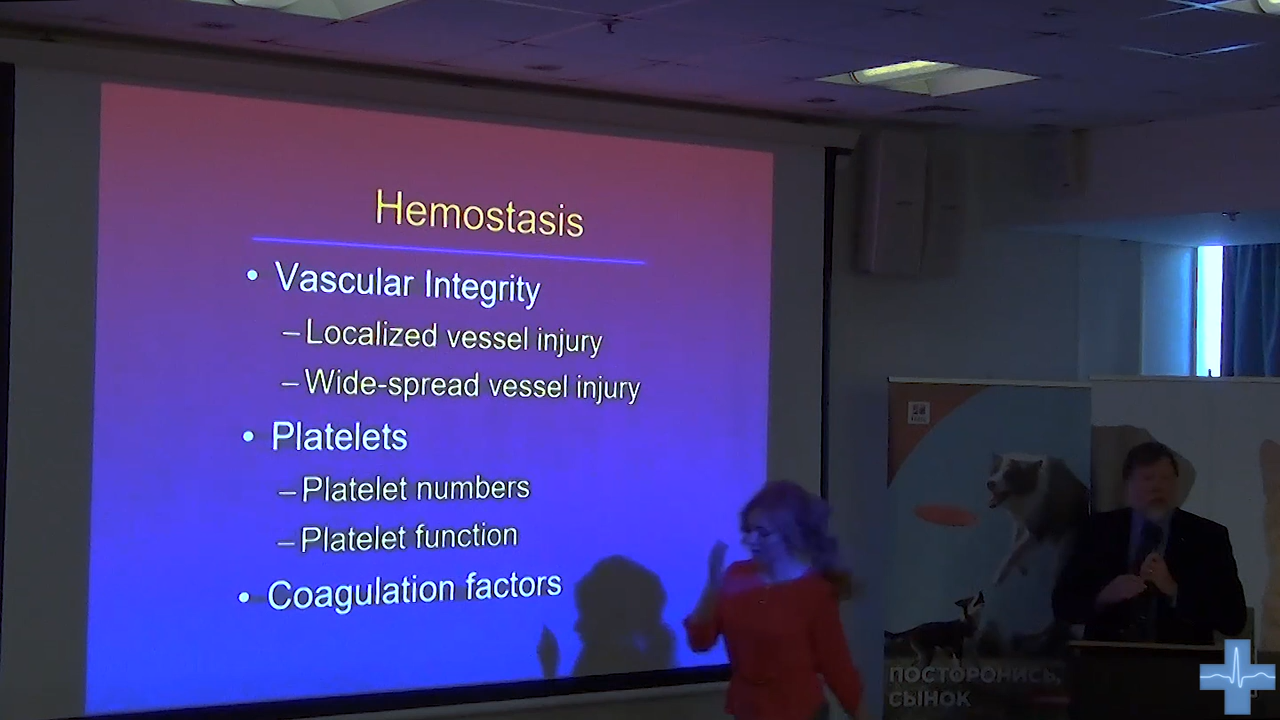 Hemostasis
• Vascular Integrity
–Localized vessel injury
–Wide-spread vessel injury
• Platelets
–Platelet numbers
–Platelet function
• Coagulation factors
ПОСТОРОНИСЬ,
СЫНОК